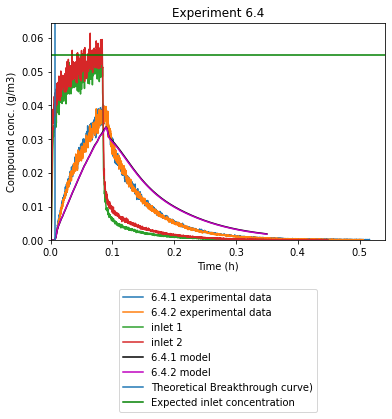 Experiment 6.4
Compound conc. (g/m3)
0.06
0.05
0.04
0.03
0.02
0.01
0.00
0.0 0.1 0.2 0.3 0.4 0.5
Time (h)
6.4.1 experimental data
6.4.2 experimental data
inlet 1
inlet 2
6.4.1 model
6.4.2 model
Theoretical Breakthrough curve)
Expected inlet concentration